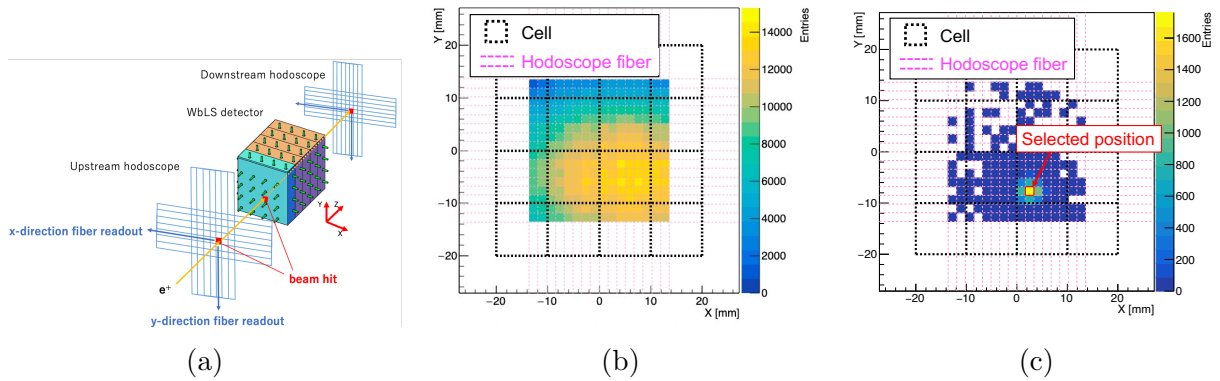 Downstream hodoscope
WbLS detector
Upstream hodoscope
Y
Z
X
x-direction fiber readout
beam hit
e+
y-direction fiber readout
(a)
Y [mm]
Cell
Hodoscope fiber
20
10
0
−10
−20
−20 −10 0 10 20
X [mm]
Entries
14000
12000
10000
8000
6000
4000
2000
0
(b)
Y [mm]
Cell
Hodoscope fiber
Selected position
20
10
0
−10
−20
−20 −10 0 10 20
X [mm]
Entries
1600
1400
1200
1000
800
600
400
200
0
(c)